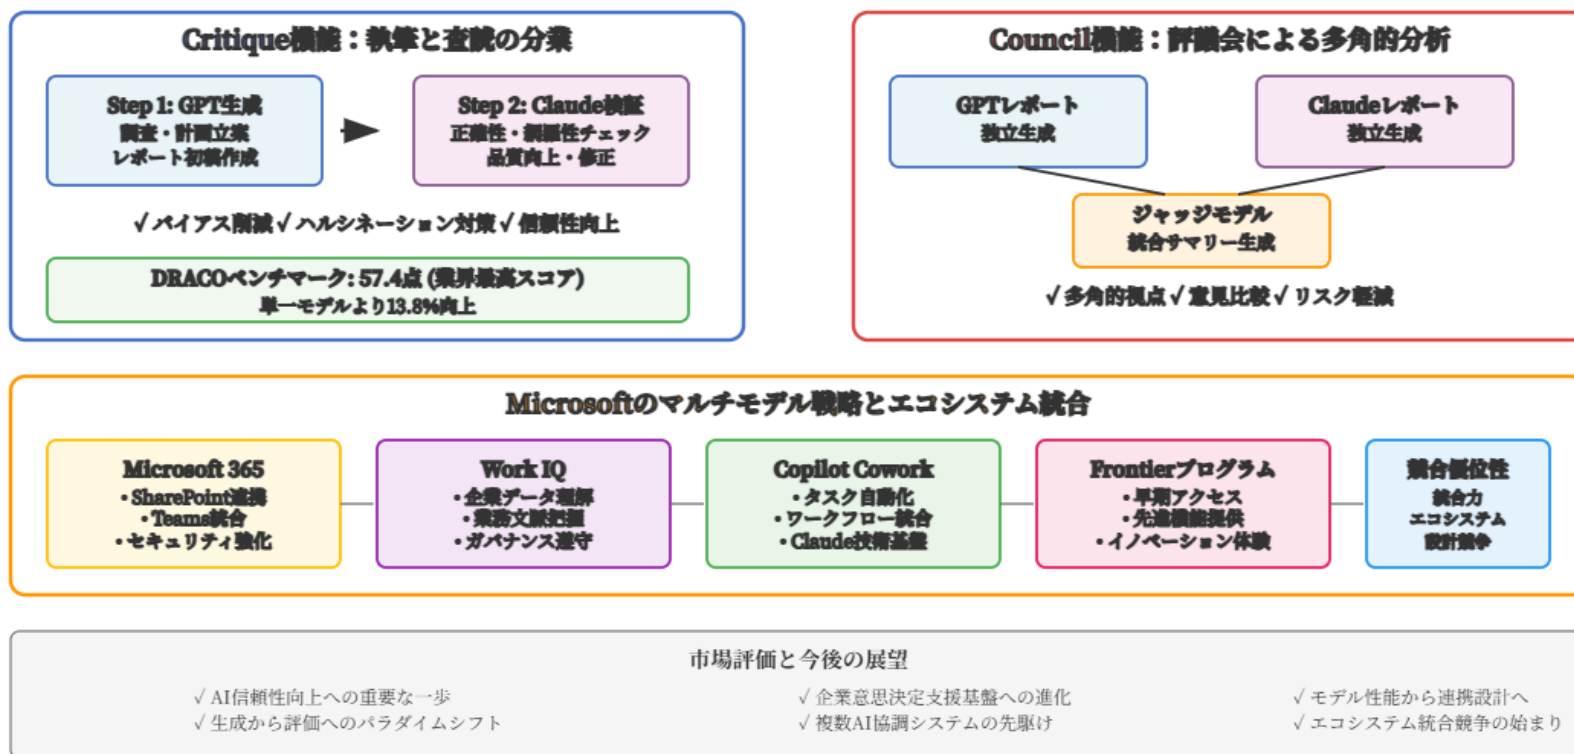 Critique機能：執筆と査読の分業
Step 1: GPT生成
調査・計画立案
レポート初稿作成
Step 2: Claude検証
正確性・網羅性チェック
品質向上・修正
✓ バイアス削減 ✓ ハルシネーション対策 ✓ 信頼性向上
DRACOベンチマーク: 57.4点 (業界最高スコア)
単一モデルより13.8%向上
Council機能：評議会による多角的分析
GPTレポート
独立生成
Claudeレポート
独立生成
ジャッジモデル
統合サマリー生成
✓ 多角的視点 ✓ 意見比較 ✓ リスク軽減
Microsoftのマルチモデル戦略とエコシステム統合
Microsoft 365
• SharePoint連携
• Teams統合
• セキュリティ強化
Work IQ
• 企業データ理解
• 業務文脈把握
• ガバナンス遵守
Copilot Cowork
• タスク自動化
• ワークフロー統合
• Claude技術基盤
Frontierプログラム
• 早期アクセス
• 先進機能提供
• イノベーション体験
競合優位性
統合力
エコシステム
設計競争
市場評価と今後の展望
✓ AI信頼性向上への重要な一歩
✓ 生成から評価へのパラダイムシフト
✓ 企業意思決定支援基盤への進化
✓ 複数AI協調システムの先駆け
✓ モデル性能から連携設計へ
✓ エコシステム統合競争の始まり